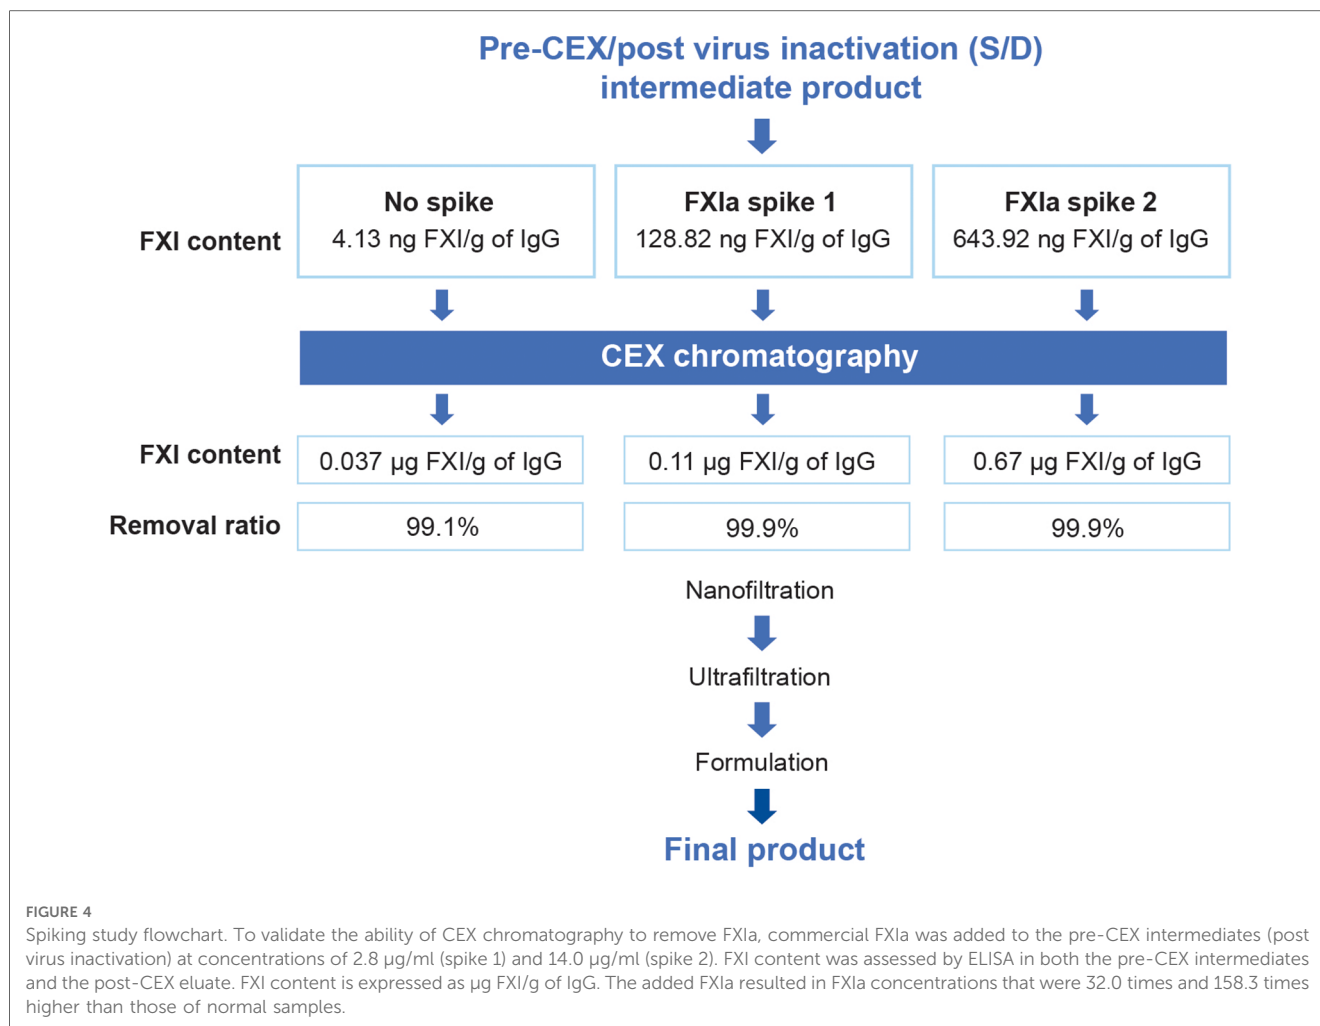 Pre-CEX/post virus inactivation (S/D)
intermediate product
No spike
FXIa spike 1
FXIa spike 2
FXI content
4.13 ng FXI/g of IgG
128.82 ng FXI/g of IgG
643.92 ng FXI/g of IgG
CEX chromatography
FXI content
0.037 µg FXI/g of IgG
0.11 µg FXI/g of IgG
0.67 µg FXI/g of IgG
Removal ratio
99.1%
99.9%
99.9%
Nanofiltration
Ultrafiltration
Formulation
Final product
FIGURE 4
Spiking study flowchart. To validate the ability of CEX chromatography to remove FXIa, commercial FXIa was added to the pre-CEX intermediates (post
virus inactivation) at concentrations of 2.8 µg/ml (spike 1) and 14.0 µg/ml (spike 2). FXI content was assessed by ELISA in both the pre-CEX intermediates
and the post-CEX eluate. FXI content is expressed as µg FXI/g of IgG. The added FXIa resulted in FXIa concentrations that were 32.0 times and 158.3 times
higher than those of normal samples.